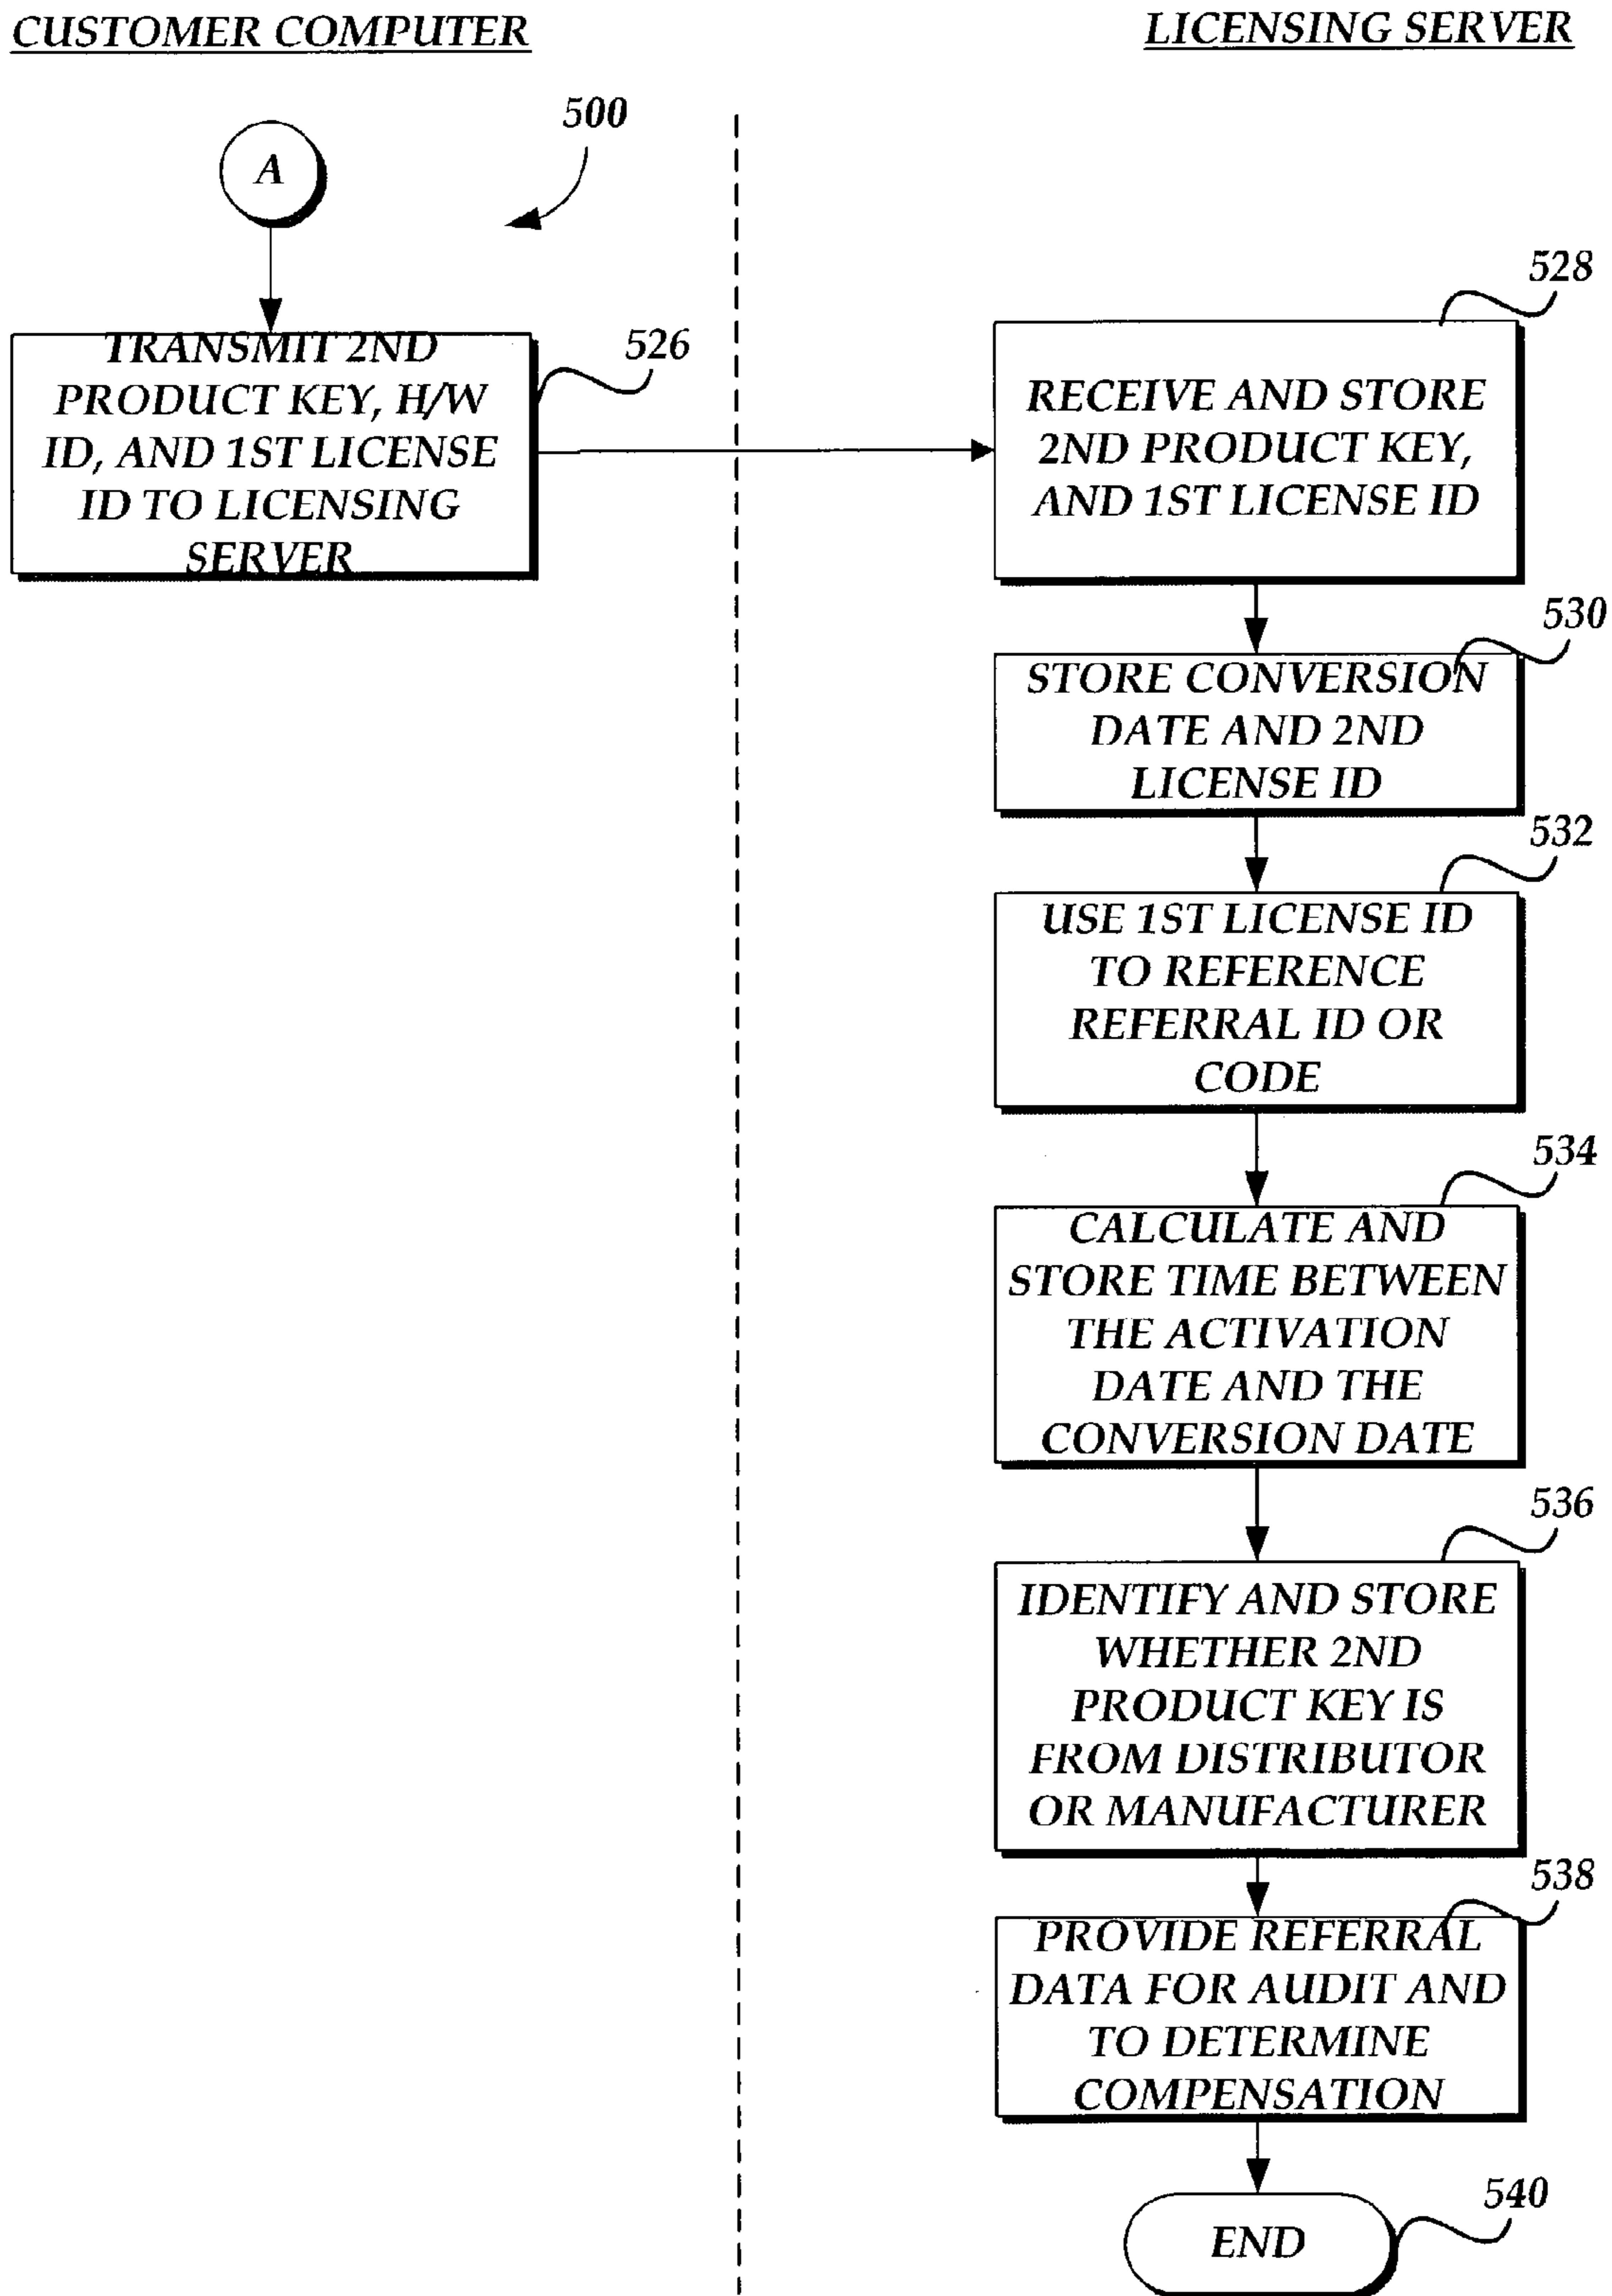 CUSTOMER COMPUTER
LICENSING SERVER
500
A
TRANSMIT 2ND
PRODUCT KEY, H/W
ID, AND 1ST LICENSE
ID TO LICENSING
SERVER
526
528
RECEIVE AND STORE
2ND PRODUCT KEY,
AND 1ST LICENSE ID
530
STORE CONVERSION
DATE AND 2ND
LICENSE ID
532
USE 1ST LICENSE ID
TO REFERENCE
REFERRAL ID OR
CODE
534
CALCULATE AND
STORE TIME BETWEEN
THE ACTIVATION
DATE AND THE
CONVERSION DATE
536
IDENTIFY AND STORE
WHETHER 2ND
PRODUCT KEY IS
FROM DISTRIBUTOR
OR MANUFACTURER
538
PROVIDE REFERRAL
DATA FOR AUDIT AND
TO DETERMINE
COMPENSATION
540
END